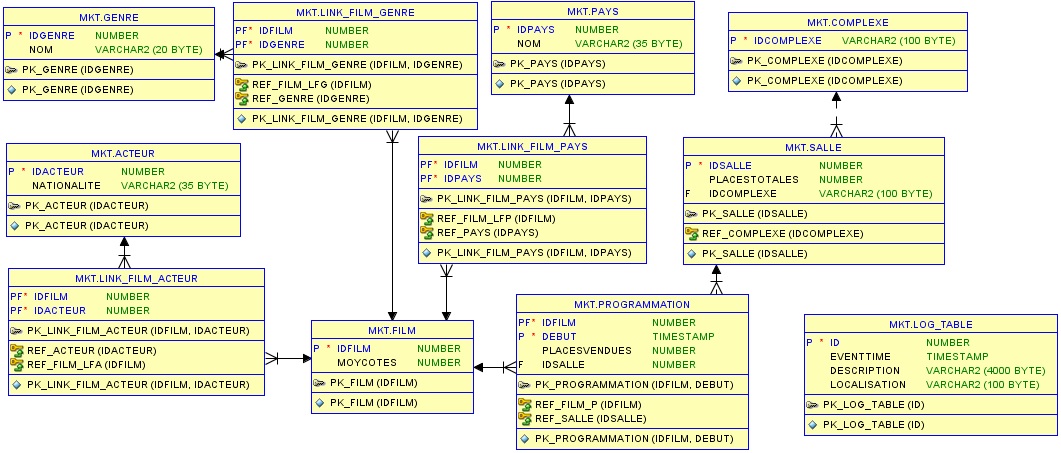 MKT.GENRE
P * IDGENRE NUMBER
NOM VARCHAR2 (20 BYTE)
PK_GENRE (IDGENRE)
PK_GENRE (IDGENRE)
MKT.LINK_FILM_GENRE
PF* IDFILM NUMBER
PF* IDGENRE NUMBER
PK_LINK_FILM_GENRE (IDFILM, IDGENRE)
REF_FILM_LFG (IDFILM)
REF_GENRE (IDGENRE)
PK_LINK_FILM_GENRE (IDFILM, IDGENRE)
MKT.PAYS
P * IDPAYS NUMBER
NOM VARCHAR2 (35 BYTE)
PK_PAYS (IDPAYS)
PK_PAYS (IDPAYS)
MKT.COMPLEXE
P * IDCOMPLEXE VARCHAR2 (100 BYTE)
PK_COMPLEXE (IDCOMPLEXE)
PK_COMPLEXE (IDCOMPLEXE)
MKT.ACTEUR
P * IDACTEUR NUMBER
NATIONALITE VARCHAR2 (35 BYTE)
PK_ACTEUR (IDACTEUR)
PK_ACTEUR (IDACTEUR)
MKT.LINK_FILM_PAYS
PF* IDFILM NUMBER
PF* IDPAYS NUMBER
PK_LINK_FILM_PAYS (IDFILM, IDPAYS)
REF_FILM_LFP (IDFILM)
REF_PAYS (IDPAYS)
PK_LINK_FILM_PAYS (IDFILM, IDPAYS)
MKT.SALLE
P * IDSALLE NUMBER
PLACESTOTALES NUMBER
F IDCOMPLEXE VARCHAR2 (100 BYTE)
PK_SALLE (IDSALLE)
REF_COMPLEXE (IDCOMPLEXE)
PK_SALLE (IDSALLE)
MKT.LINK_FILM_ACTEUR
PF* IDFILM NUMBER
PF* IDACTEUR NUMBER
PK_LINK_FILM_ACTEUR (IDFILM, IDACTEUR)
REF_ACTEUR (IDACTEUR)
REF_FILM_LFA (IDFILM)
PK_LINK_FILM_ACTEUR (IDFILM, IDACTEUR)
MKT.FILM
P * IDFILM NUMBER
MOYCOTES NUMBER
PK_FILM (IDFILM)
PK_FILM (IDFILM)
MKT.PROGRAMMATION
PF* IDFILM NUMBER
P * DEBUT TIMESTAMP
PLACESVENDUES NUMBER
F IDSALLE NUMBER
PK_PROGRAMMATION (IDFILM, DEBUT)
REF_FILM_P (IDFILM)
REF_SALLE (IDSALLE)
PK_PROGRAMMATION (IDFILM, DEBUT)
MKT.LOG_TABLE
P * ID NUMBER
EVENTTIME TIMESTAMP
DESCRIPTION VARCHAR2 (4000 BYTE)
LOCALISATION VARCHAR2 (100 BYTE)
PK_LOG_TABLE (ID)
PK_LOG_TABLE (ID)